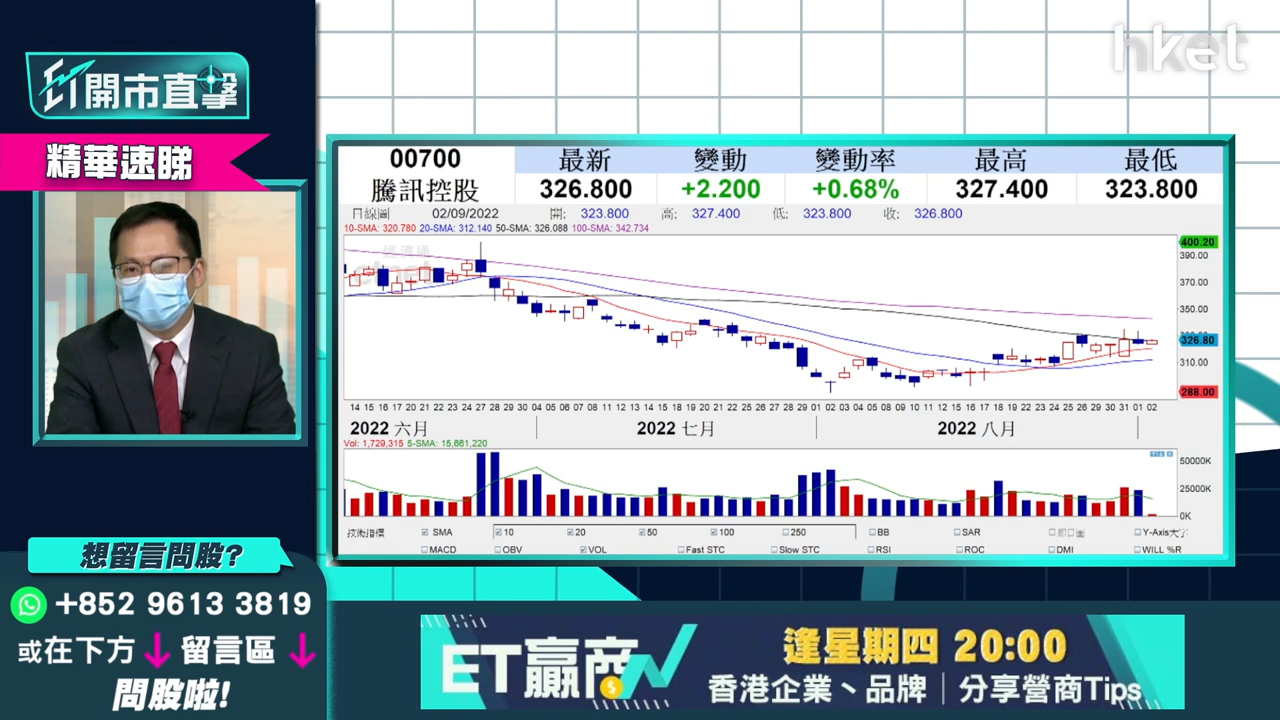 hket
ET開市直擊
精華速睇
00700
騰訊控股
最新 變動 變動率 最高 最低
326.800 +2.200 +0.68% 327.400 323.800
日線圖 02/09/2022 開: 323.800 高: 327.400 低: 323.800 收: 326.800
10-SMA: 320.780 20-SMA: 312.140 50-SMA: 326.088 100-SMA: 342.734
經濟通
400.20
390.00
370.00
350.00
326.80
310.00
288.00
14 15 16 17 20 21 22 23 24 27 28 29 30 04 05 06 07 08 11 12 13 14 15 18 19 20 21 22 25 26 27 28 29 01 02 03 04 05 08 09 10 11 12 15 16 17 18 19 22 23 24 25 26 29 30 31 01 02
2022 六月 2022 七月 2022 八月
Vol: 1,729,315 5-SMA: 15,661,220
50000K
25000K
0K
技術指標 SMA 10 20 50 100 250 BB SAR Y-Axis大字
MACD OBV VOL Fast STC Slow STC RSI ROC DMI WILL %R
想留言問股?
+852 9613 3819
或在下方 留言區
問股啦!
ET贏商
逢星期四 20:00
香港企業、品牌｜分享營商Tips